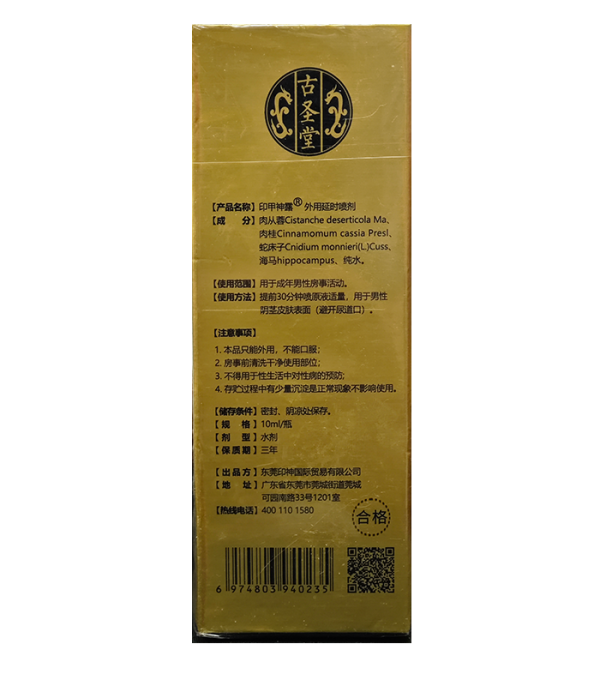 古圣堂
【产品名称】印甲神露® 外用延时喷剂
【成 分】肉从蓉Cistanche deserticola Ma、
肉桂Cinnamomum cassia Presl、
蛇床子Cnidium monnieri(L.)Cuss、
海马hippocampus、纯水。
【使用范围】用于成年男性房事活动。
【使用方法】提前30分钟喷原液适量，用于男性
阴茎皮肤表面（避开尿道口）。
【注意事项】
1. 本品只能外用，不能口服；
2. 房事前清洗干净使用部位；
3. 不得用于性生活中对性病的预防；
4. 存贮过程中有少量沉淀是正常现象不影响使用。
【储存条件】密封、阴凉处保存。
【规 格】10ml/瓶
【剂 型】水剂
【保质期】三年
【出品方】东莞印神国际贸易有限公司
【地 址】广东省东莞市莞城街道莞城
可园南路33号1201室
【热线电话】400 110 1580
合格
6 974803 940235